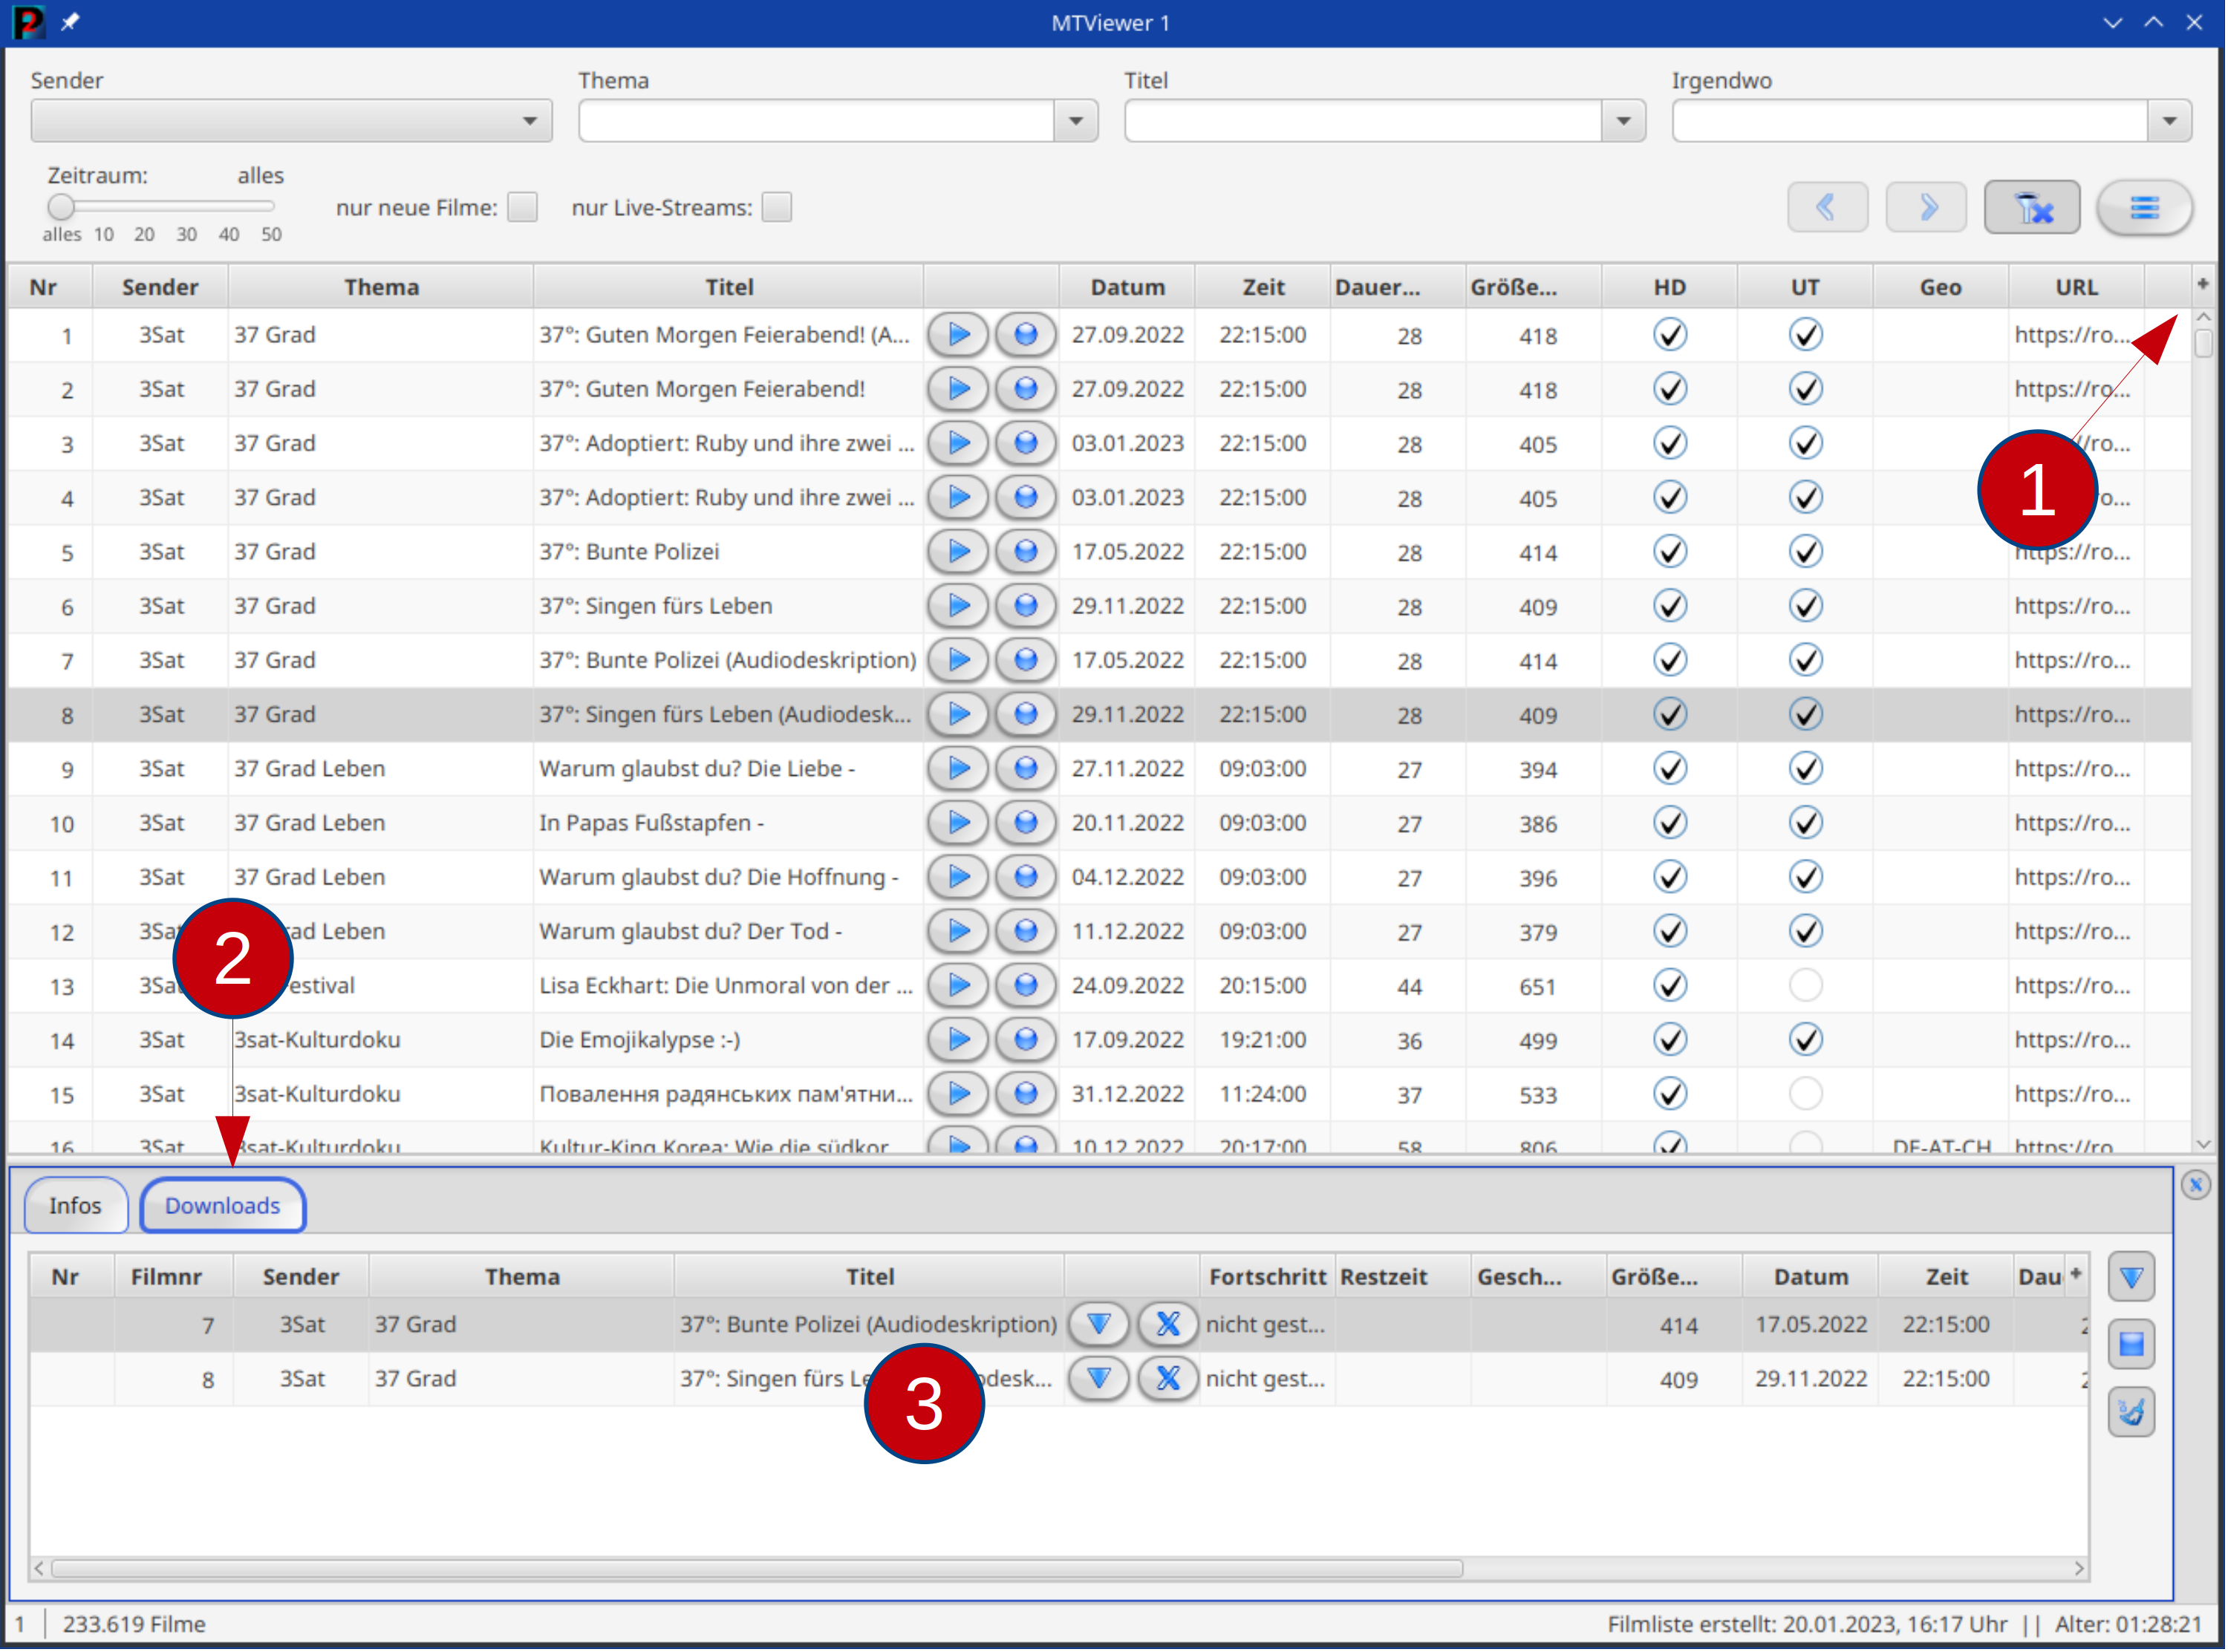 MTViewer 1
Sender Thema Titel Irgendwo
Zeitraum: alles
nur neue Filme: nur Live-Streams:
alles 10 20 30 40 50
Nr Sender Thema Titel Datum Zeit Dauer... Größe... HD UT Geo URL +
1 3Sat 37 Grad 37°: Guten Morgen Feierabend! (A... 27.09.2022 22:15:00 28 418 https://ro...
2 3Sat 37 Grad 37°: Guten Morgen Feierabend! 27.09.2022 22:15:00 28 418 https://ro...
3 3Sat 37 Grad 37°: Adoptiert: Ruby und ihre zwei ... 03.01.2023 22:15:00 28 405 //ro...
4 3Sat 37 Grad 37°: Adoptiert: Ruby und ihre zwei ... 03.01.2023 22:15:00 28 405 o...
1
5 3Sat 37 Grad 37°: Bunte Polizei 17.05.2022 22:15:00 28 414 https://ro...
6 3Sat 37 Grad 37°: Singen fürs Leben 29.11.2022 22:15:00 28 409 https://ro...
7 3Sat 37 Grad 37°: Bunte Polizei (Audiodeskription) 17.05.2022 22:15:00 28 414 https://ro...
8 3Sat 37 Grad 37°: Singen fürs Leben (Audiodesk... 29.11.2022 22:15:00 28 409 https://ro...
9 3Sat 37 Grad Leben Warum glaubst du? Die Liebe - 27.11.2022 09:03:00 27 394 https://ro...
10 3Sat 37 Grad Leben In Papas Fußstapfen - 20.11.2022 09:03:00 27 386 https://ro...
11 3Sat 37 Grad Leben Warum glaubst du? Die Hoffnung - 04.12.2022 09:03:00 27 396 https://ro...
12 3Sat rad Leben Warum glaubst du? Der Tod - 11.12.2022 09:03:00 27 379 https://ro...
2
13 3Sat estival Lisa Eckhart: Die Unmoral von der ... 24.09.2022 20:15:00 44 651 https://ro...
14 3Sat 3sat-Kulturdoku Die Emojikalypse :-) 17.09.2022 19:21:00 36 499 https://ro...
15 3Sat 3sat-Kulturdoku Повалення радянських пам'ятни... 31.12.2022 11:24:00 37 533 https://ro...
16 3Sat 3sat-Kulturdoku Kultur-King Korea: Wie die südkor 10.12.2022 20:17:00 58 806 DE-AT-CH https://ro
Infos Downloads
Nr Filmnr Sender Thema Titel Fortschritt Restzeit Gesch... Größe... Datum Zeit Dau +
7 3Sat 37 Grad 37°: Bunte Polizei (Audiodeskription) nicht gest... 414 17.05.2022 22:15:00 2
8 3Sat 37 Grad 37°: Singen fürs Le odesk... nicht gest... 409 29.11.2022 22:15:00 2
3
1 | 233.619 Filme Filmliste erstellt: 20.01.2023, 16:17 Uhr || Alter: 01:28:21